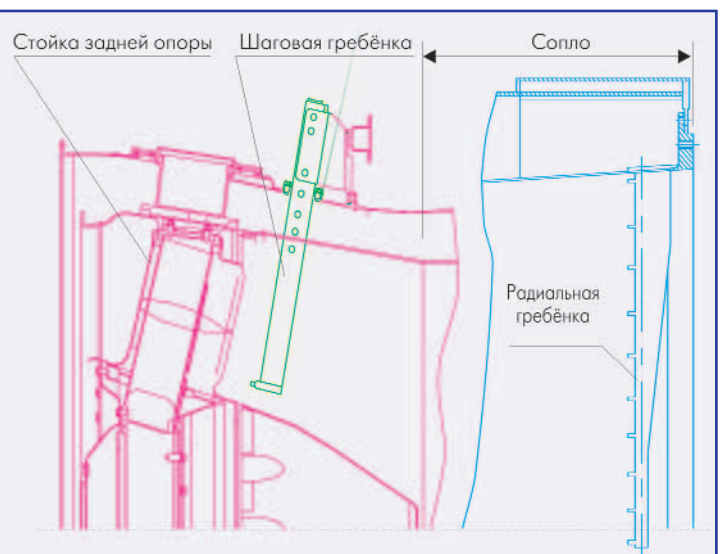 Стойка задней опоры
Шаговая гребёнка
Сопло
Радиальная
гребёнка